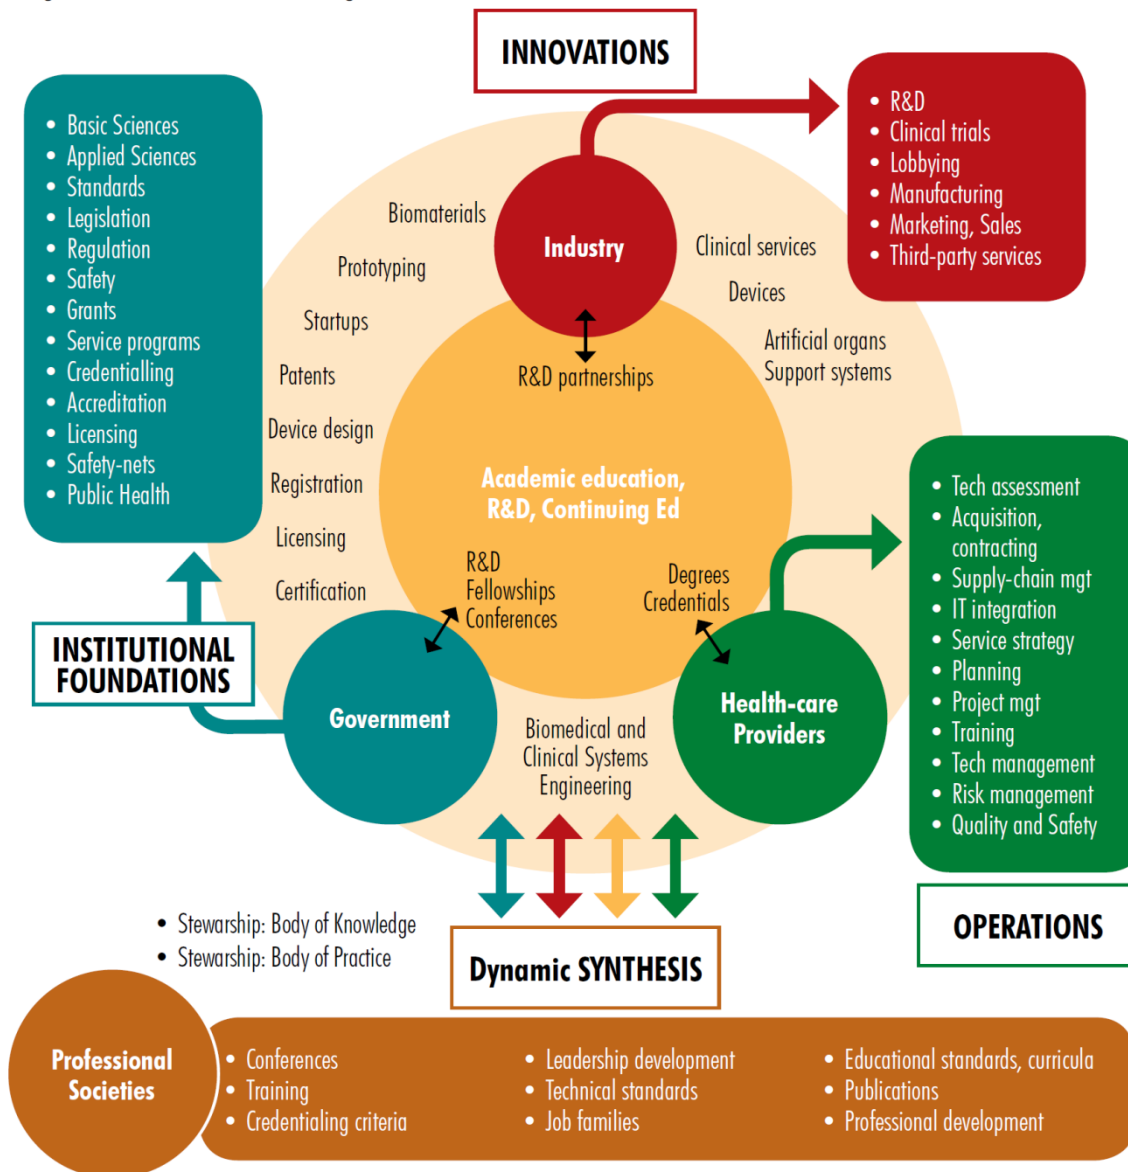 INNOVATIONS
• Basic Sciences
• Applied Sciences
• Standards
• Legislation
• Regulation
• Safety
• Grants
• Service programs
• Credentialling
• Accreditation
• Licensing
• Safety-nets
• Public Health
• R&D
• Clinical trials
• Lobbying
• Manufacturing
• Marketing, Sales
• Third-party services
Industry
Biomaterials
Prototyping
Startups
Patents
Device design
Registration
Licensing
Certification
Clinical services
Devices
Artificial organs
Support systems
R&D partnerships
Academic education,
R&D, Continuing Ed
R&D
Fellowships
Conferences
Degrees
Credentials
INSTITUTIONAL
FOUNDATIONS
Government
Biomedical and
Clinical Systems
Engineering
Health-care
Providers
• Tech assessment
• Acquisition,
contracting
• Supply-chain mgt
• IT integration
• Service strategy
• Planning
• Project mgt
• Training
• Tech management
• Risk management
• Quality and Safety
OPERATIONS
• Stewarship: Body of Knowledge
• Stewarship: Body of Practice
Dynamic SYNTHESIS
Professional
Societies
• Conferences
• Training
• Credentialing criteria
• Leadership development
• Technical standards
• Job families
• Educational standards, curricula
• Publications
• Professional development